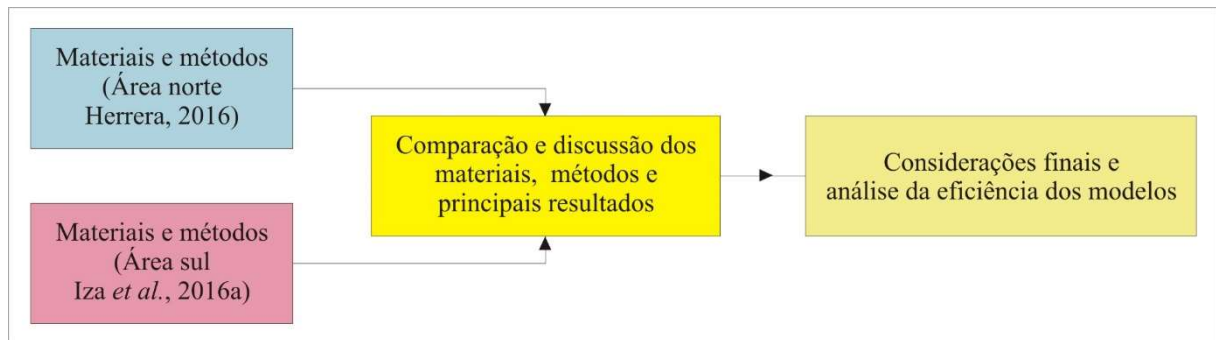 Materiais e métodos
(Área norte
Herrera, 2016)
Materiais e métodos
(Área sul
Iza et al., 2016a)
Comparação e discussão dos
materiais, métodos e
principais resultados
Considerações finais e
análise da eficiência dos modelos